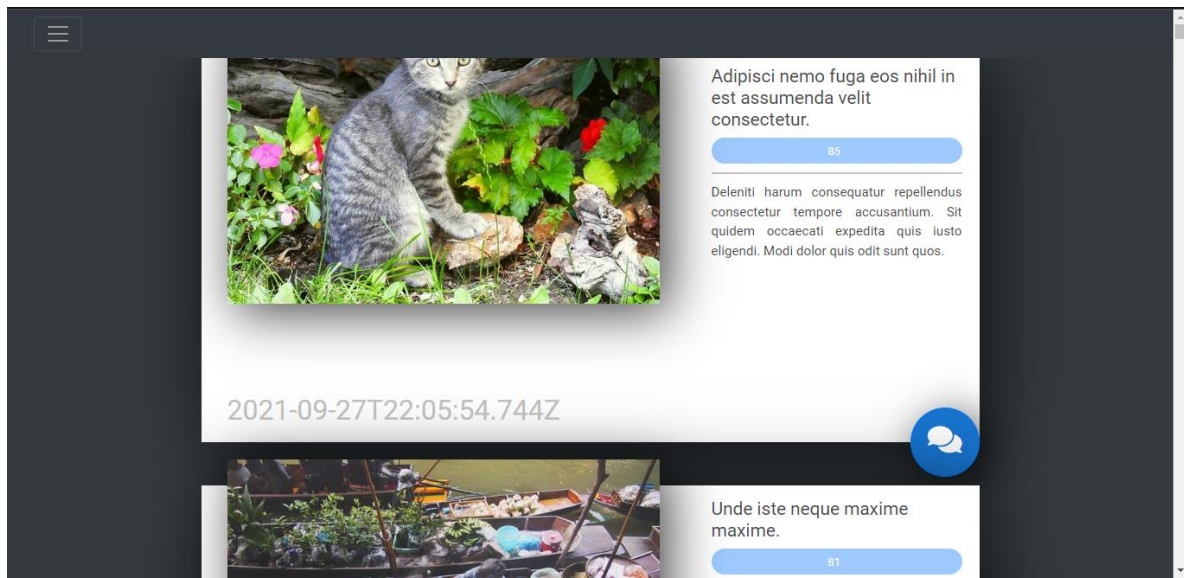 Adipisci nemo fuga eos nihil in
est assumenda velit
consectetur.
85
Deleniti harum consequatur repellendus
consectetur tempore accusantium. Sit
quidem occaecati expedita quis iusto
eligendi. Modi dolor quis odit sunt quos.
2021-09-27T22:05:54.744Z
Unde iste neque maxime
maxime.
81